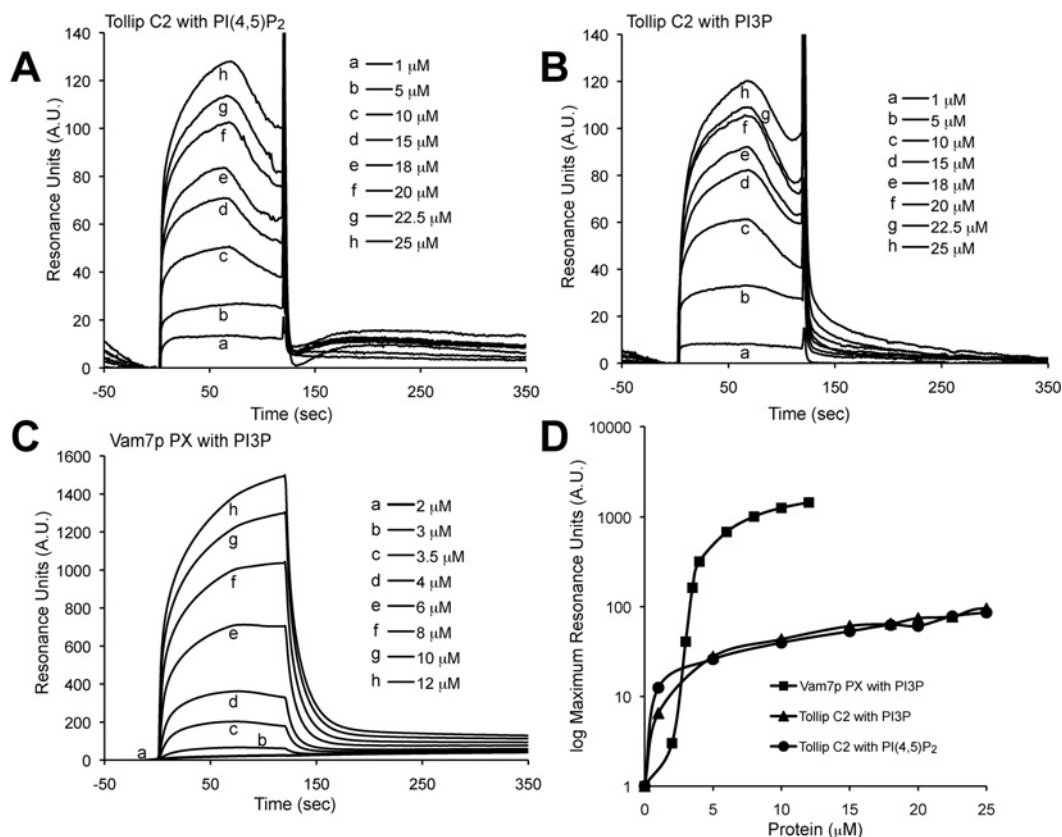 Tollip C2 with PI(4,5)P₂
A
Resonance Units (A.U.)
140
120
100
80
60
40
20
0
-50
50
150
250
350
Time (sec)
h
g
f
e
d
c
b
a
a 1 μM
b 5 μM
c 10 μM
d 15 μM
e 18 μM
f 20 μM
g 22.5 μM
h 25 μM
Tollip C2 with PI3P
B
Resonance Units (A.U.)
140
120
100
80
60
40
20
0
-50
50
150
250
350
Time (sec)
h
g
f
e
d
c
b
a
a 1 μM
b 5 μM
c 10 μM
d 15 μM
e 18 μM
f 20 μM
g 22.5 μM
h 25 μM
C
Vam7p PX with PI3P
Resonance Units (A.U.)
1600
1400
1200
1000
800
600
400
200
0
-50
50
150
250
350
Time (sec)
h
g
f
e
d
c
b
a
a 2 μM
b 3 μM
c 3.5 μM
d 4 μM
e 6 μM
f 8 μM
g 10 μM
h 12 μM
D
log Maximum Resonance Units (A.U.)
10000
1000
100
10
1
0
5
10
15
20
25
Protein (μM)
Vam7p PX with PI3P
Tollip C2 with PI3P
Tollip C2 with PI(4,5)P₂